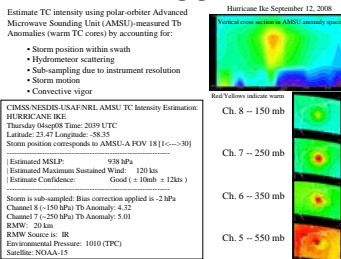 Estimate TC intensity using polar-orbiter Advanced
Microwave Sounding Unit (AMSU)-measured Tb
Anomalies (warm TC cores) by accounting for:
• Storm position within swath
• Hydrometeor scattering
• Sub-sampling due to instrument resolution
• Storm motion
• Convective vigor
CIMSS/NESDIS-USAF/NRL AMSU TC Intensity Estimation:
HURRICANE IKE
Thursday 04sep08 Time: 2039 UTC
Latitude: 23.47 Longitude: -58.35
Storm position corresponds to AMSU-A FOV 18 [1<--->30]
| Estimated MSLP: 938 hPa
| Estimated Maximum Sustained Wind: 120 kts
| Estimate Confidence: Good ( ± 10mb ± 12kts )
Storm is sub-sampled: Bias correction applied is -2 hPa
Channel 8 (~150 hPa) Tb Anomaly: 4.32
Channel 7 (~250 hPa) Tb Anomaly: 5.01
RMW: 20 km
RMW Source is: IR
Environmental Pressure: 1010 (TPC)
Satellite: NOAA-15
Hurricane Ike September 12, 2008
Vertical cross section in AMSU anomaly space
Red/Yellows indicate warm
Ch. 8 -- 150 mb
Ch. 7 – 250 mb
Ch. 6 – 350 mb
Ch. 5 -- 550 mb